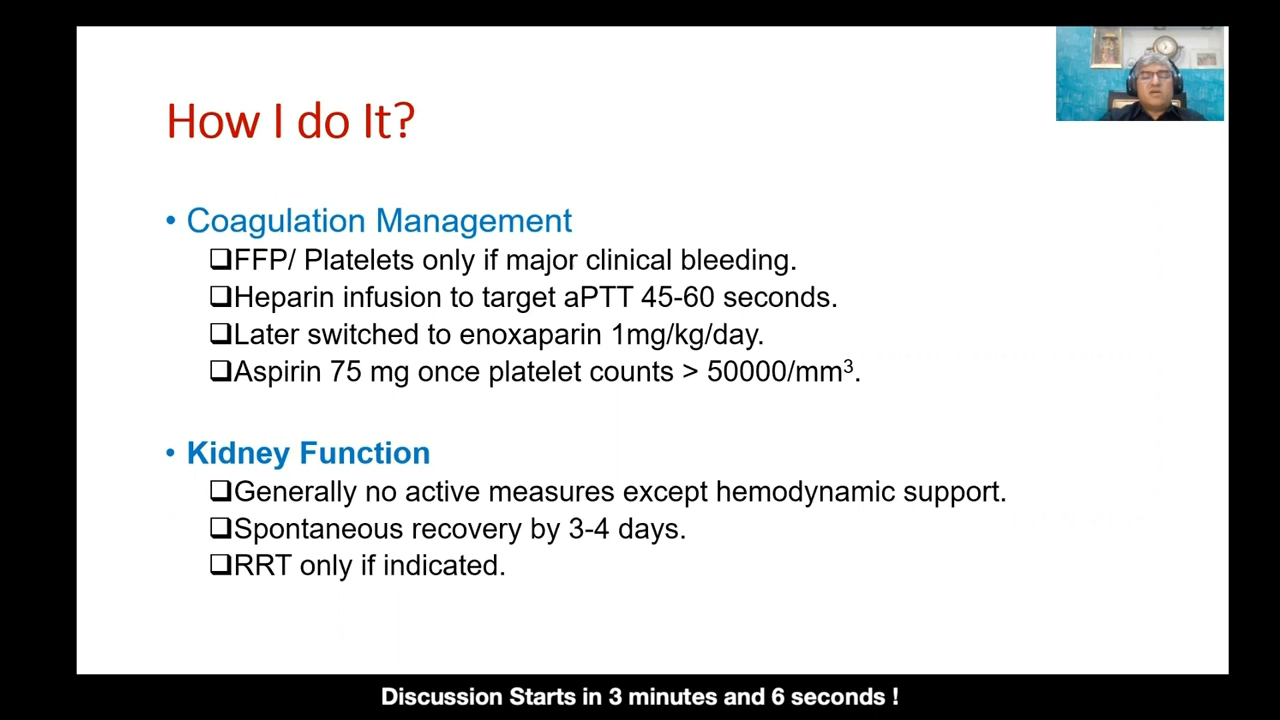 How I do It?
• Coagulation Management
❑FFP/ Platelets only if major clinical bleeding.
❑Heparin infusion to target aPTT 45-60 seconds.
❑Later switched to enoxaparin 1mg/kg/day.
❑Aspirin 75 mg once platelet counts > 50000/mm³.
• Kidney Function
❑Generally no active measures except hemodynamic support.
❑Spontaneous recovery by 3-4 days.
❑RRT only if indicated.
Discussion Starts in 3 minutes and 6 seconds !